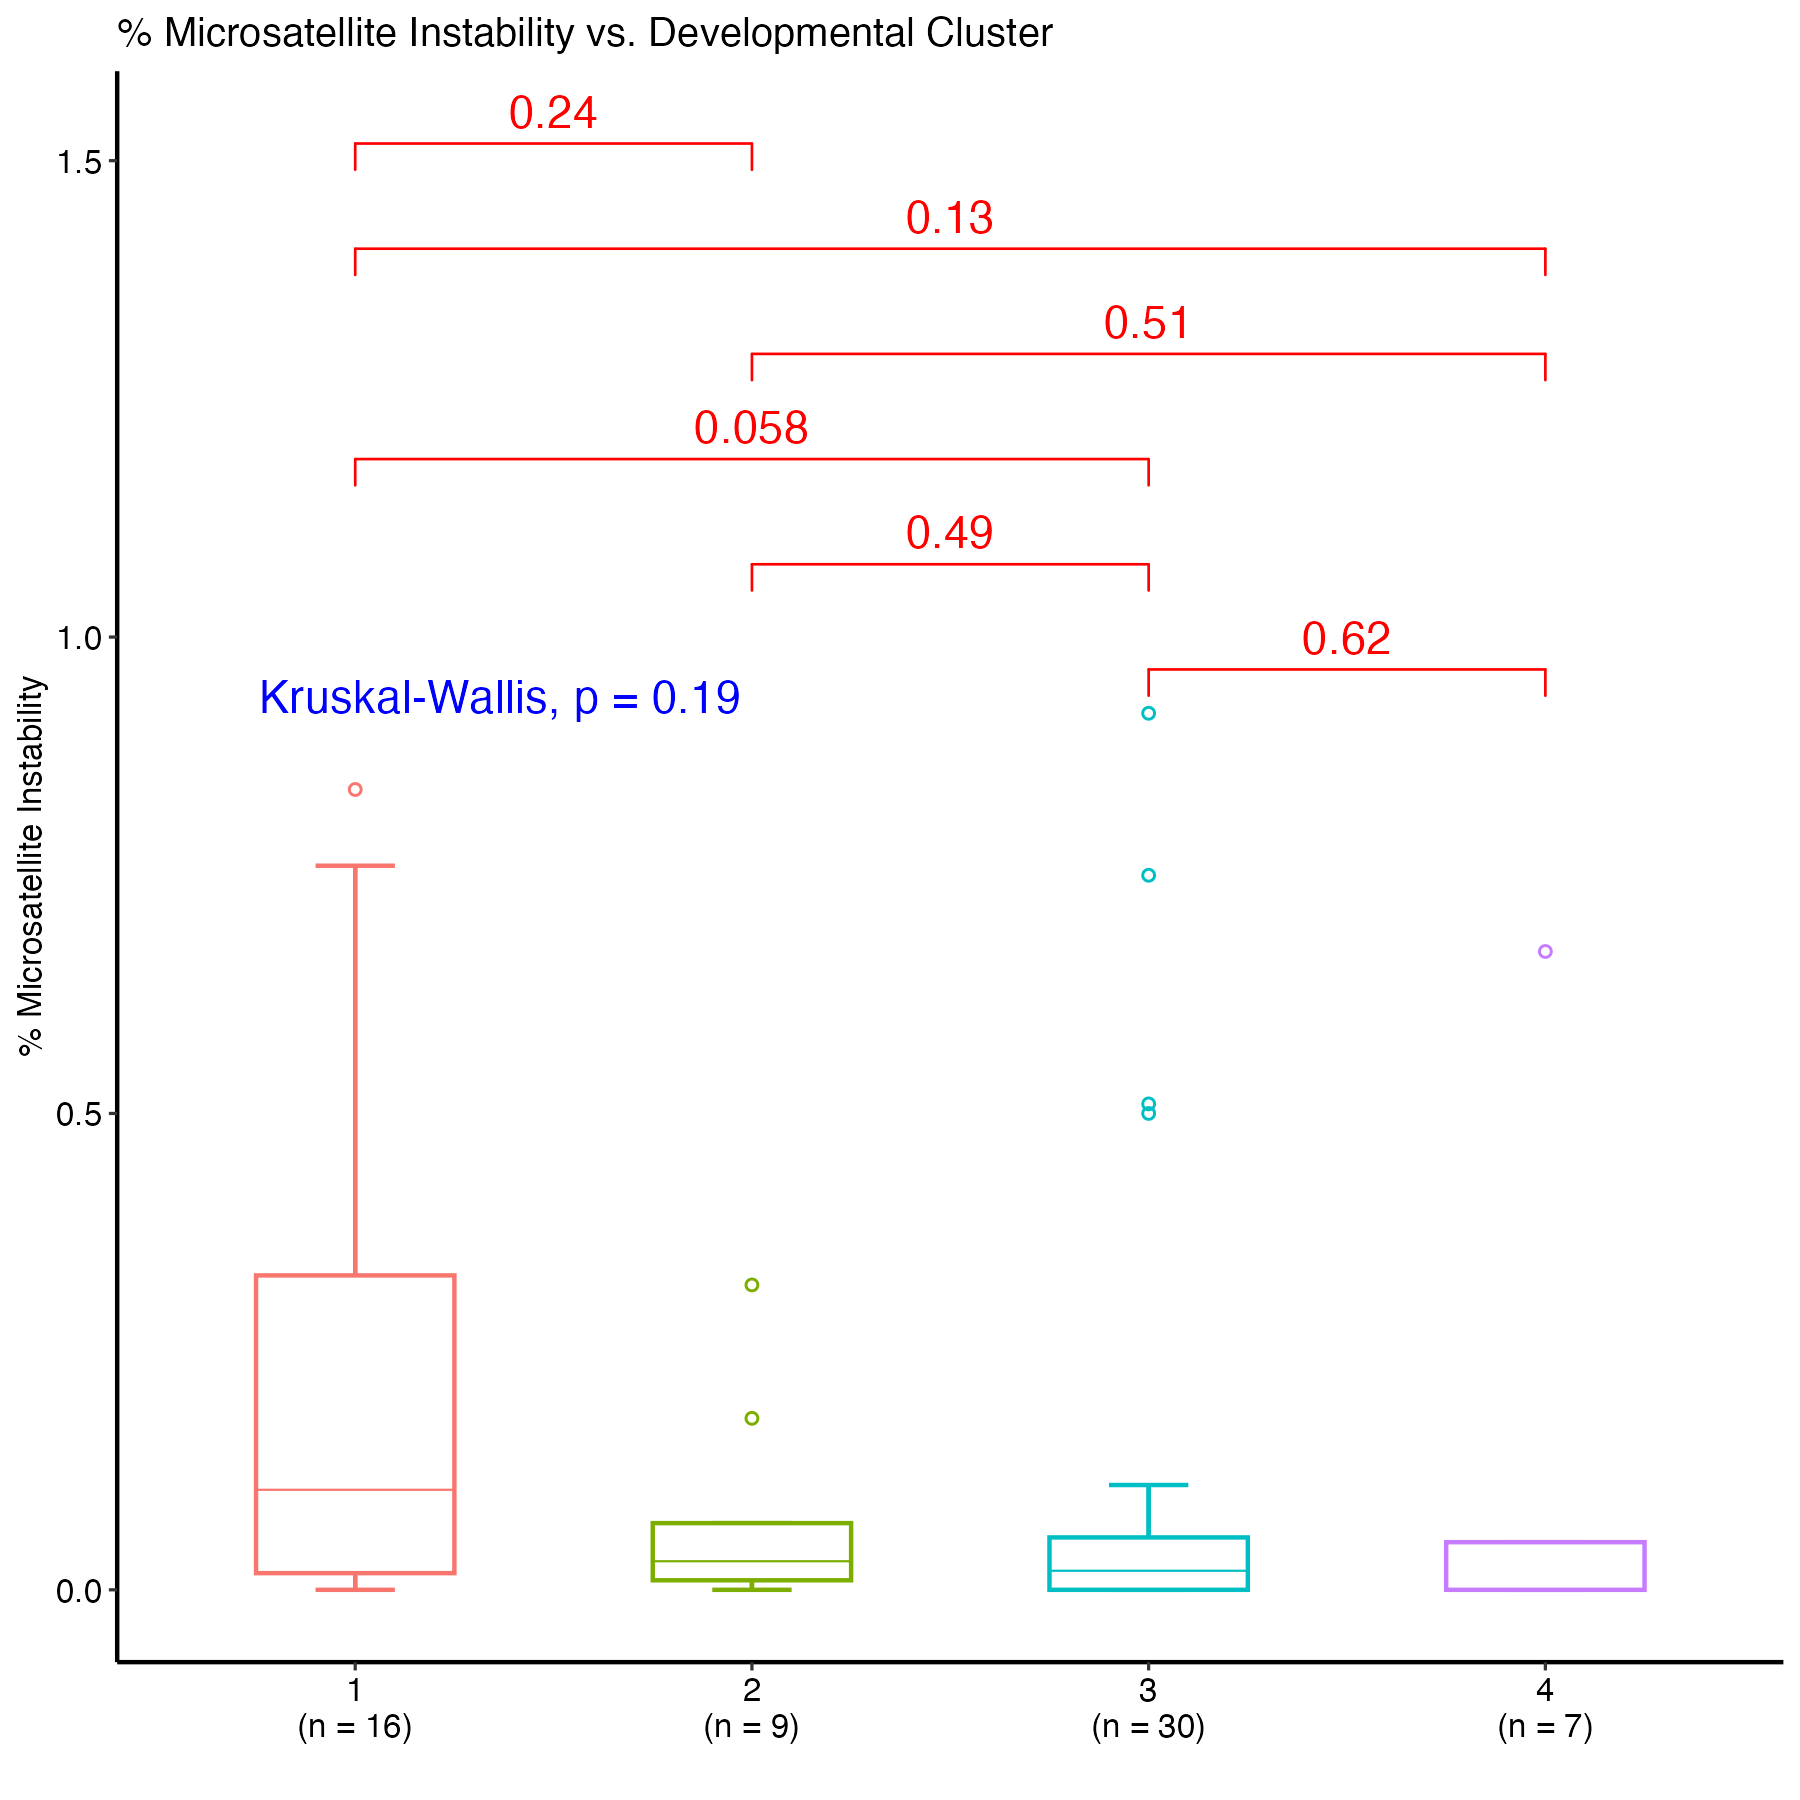 % Microsatellite Instability vs. Developmental Cluster
0.24
1.5
0.13
0.51
0.058
0.49
1.0
0.62
Kruskal-Wallis, p = 0.19
% Microsatellite Instability
0.5
0.0
1 2 3 4
(n = 16) (n = 9) (n = 30) (n = 7)